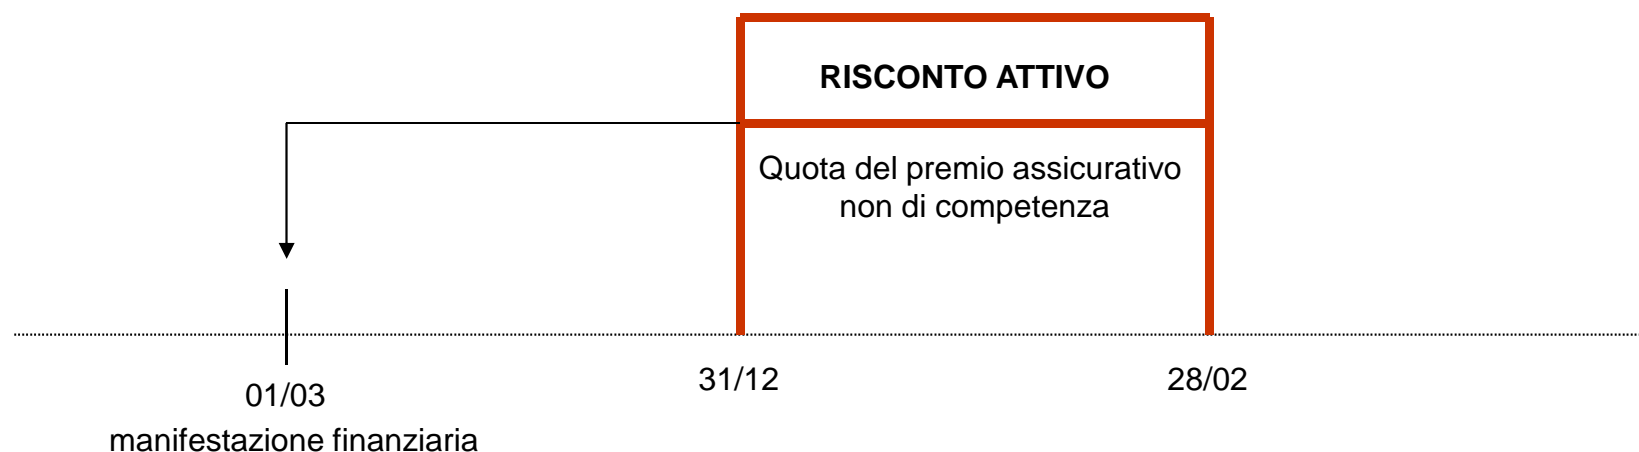 RISCONTO ATTIVO
Quota del premio assicurativo
non di competenza
01/03
31/12
28/02
manifestazione finanziaria